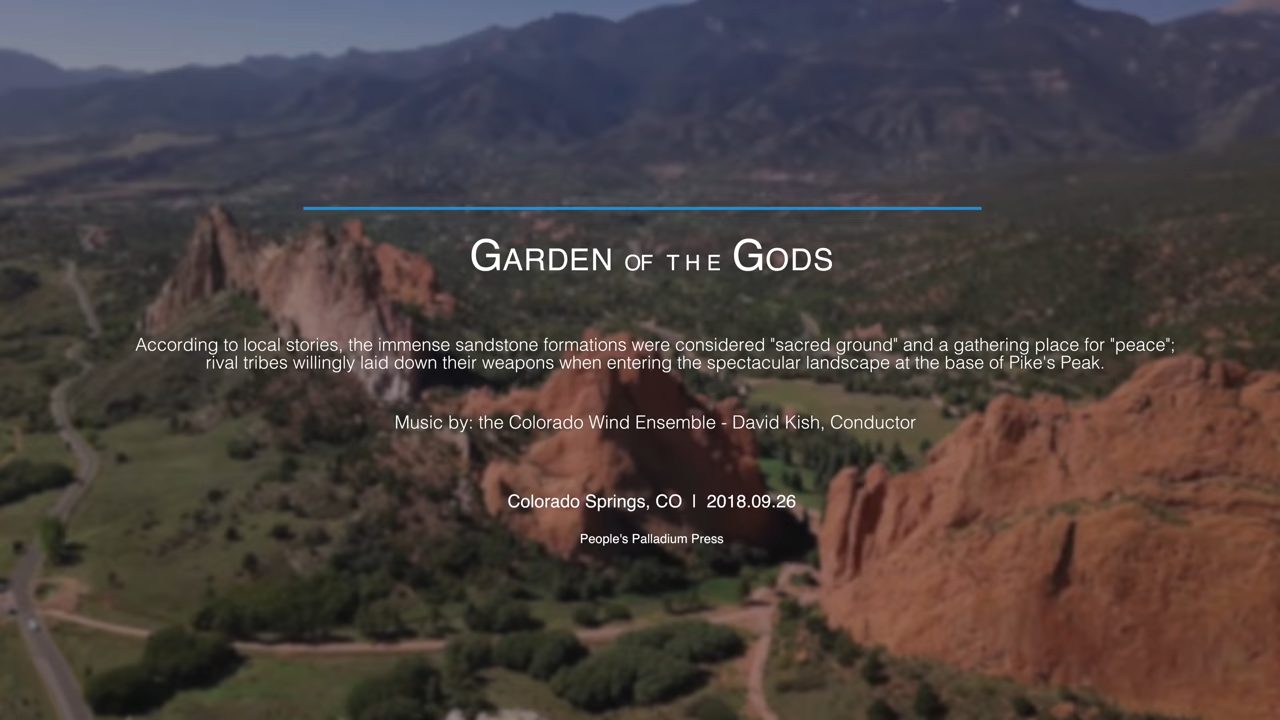 GARDEN OF THE GODS
According to local stories, the immense sandstone formations were considered "sacred ground" and a gathering place for "peace";
rival tribes willingly laid down their weapons when entering the spectacular landscape at the base of Pike's Peak.
Music by: the Colorado Wind Ensemble - David Kish, Conductor
Colorado Springs, CO | 2018.09.26
People's Palladium Press